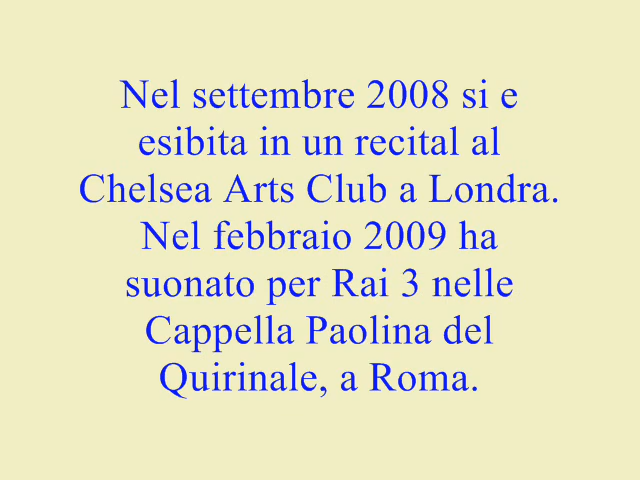 Nel settembre 2008 si e
esibita in un recital al
Chelsea Arts Club a Londra.
Nel febbraio 2009 ha
suonato per Rai 3 nelle
Cappella Paolina del
Quirinale, a Roma.